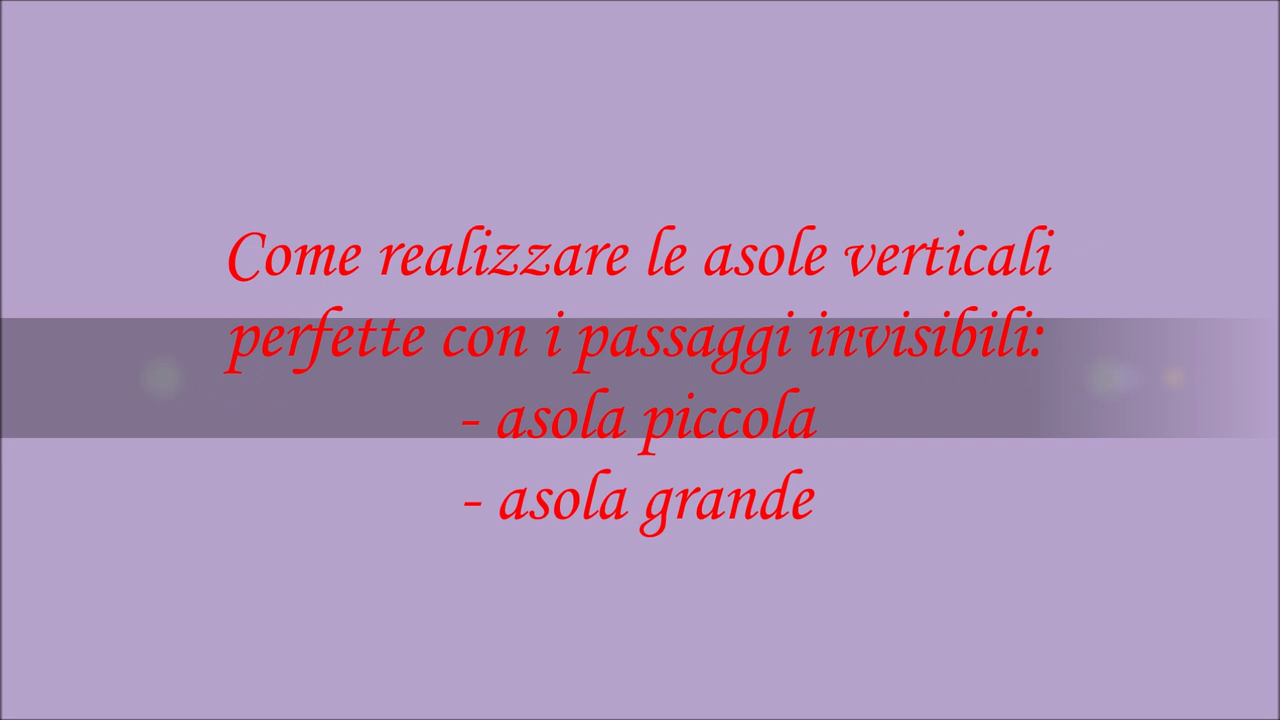 Come realizzare le asole verticali
perfette con i passaggi invisibili:
- asola piccola
- asola grande